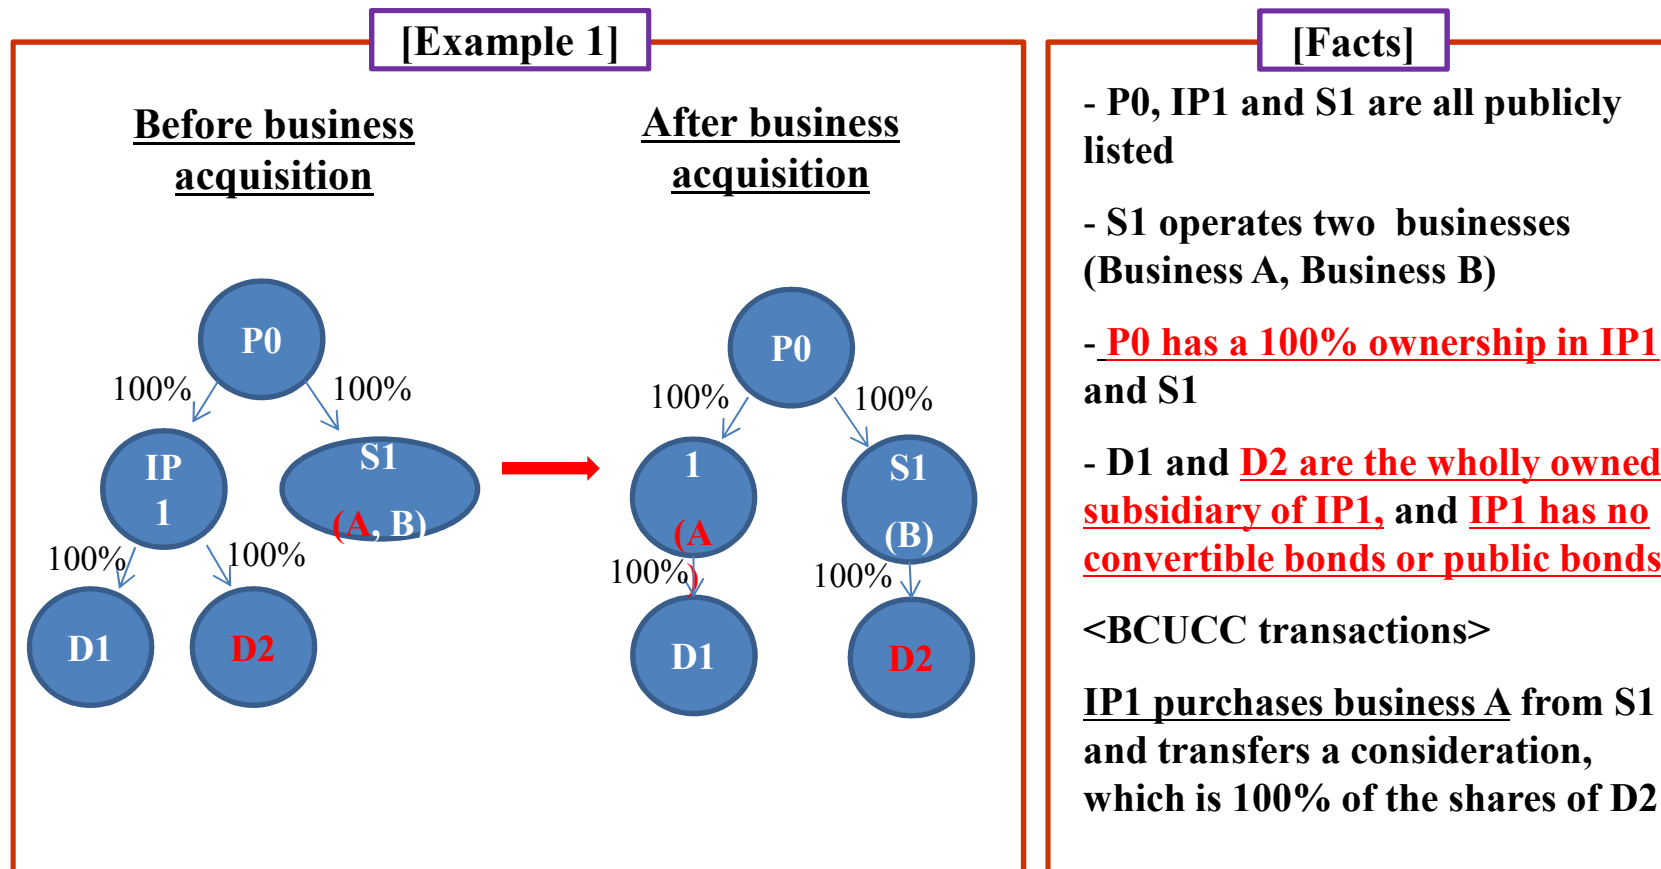 [Example 1]
Before business
acquisition
After business
acquisition
P0
100%
100%
IP
1
S1
(A, B)
100%
100%
D1
D2
P0
100%
100%
1
(A
)
S1
(B)
100%
100%
D1
D2
[Facts]
- P0, IP1 and S1 are all publicly
listed
- S1 operates two businesses
(Business A, Business B)
- P0 has a 100% ownership in IP1
and S1
- D1 and D2 are the wholly owned
subsidiary of IP1, and IP1 has no
convertible bonds or public bonds
<BCUCC transactions>
IP1 purchases business A from S1
and transfers a consideration,
which is 100% of the shares of D2